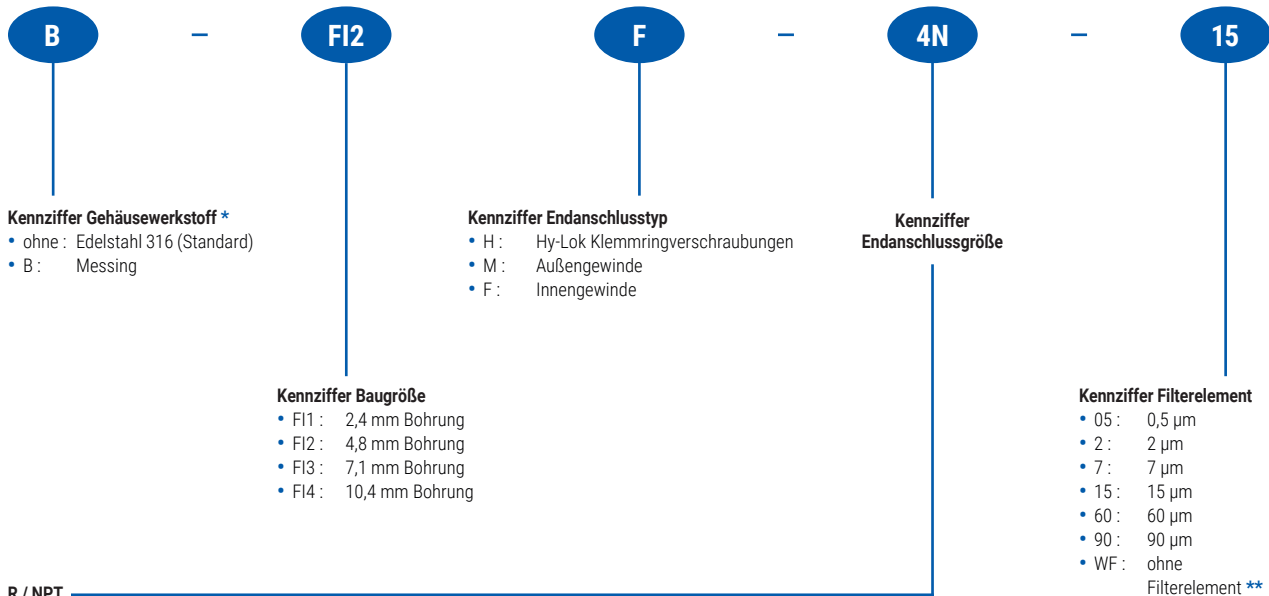 B – FI2 F – 4N – 15
Kennziffer Gehäusewerkstoff *
• ohne : Edelstahl 316 (Standard)
• B : Messing
Kennziffer Endanschlusstyp
• H : Hy-Lok Klemmringverschraubungen
• M : Außengewinde
• F : Innengewinde
Kennziffer
Endanschlussgröße
Kennziffer Baugröße
• FI1 : 2,4 mm Bohrung
• FI2 : 4,8 mm Bohrung
• FI3 : 7,1 mm Bohrung
• FI4 : 10,4 mm Bohrung
Kennziffer Filterelement
• 05 : 0,5 µm
• 2 : 2 µm
• 7 : 7 µm
• 15 : 15 µm
• 60 : 60 µm
• 90 : 90 µm
• WF : ohne
Filterelement **
R / NPT